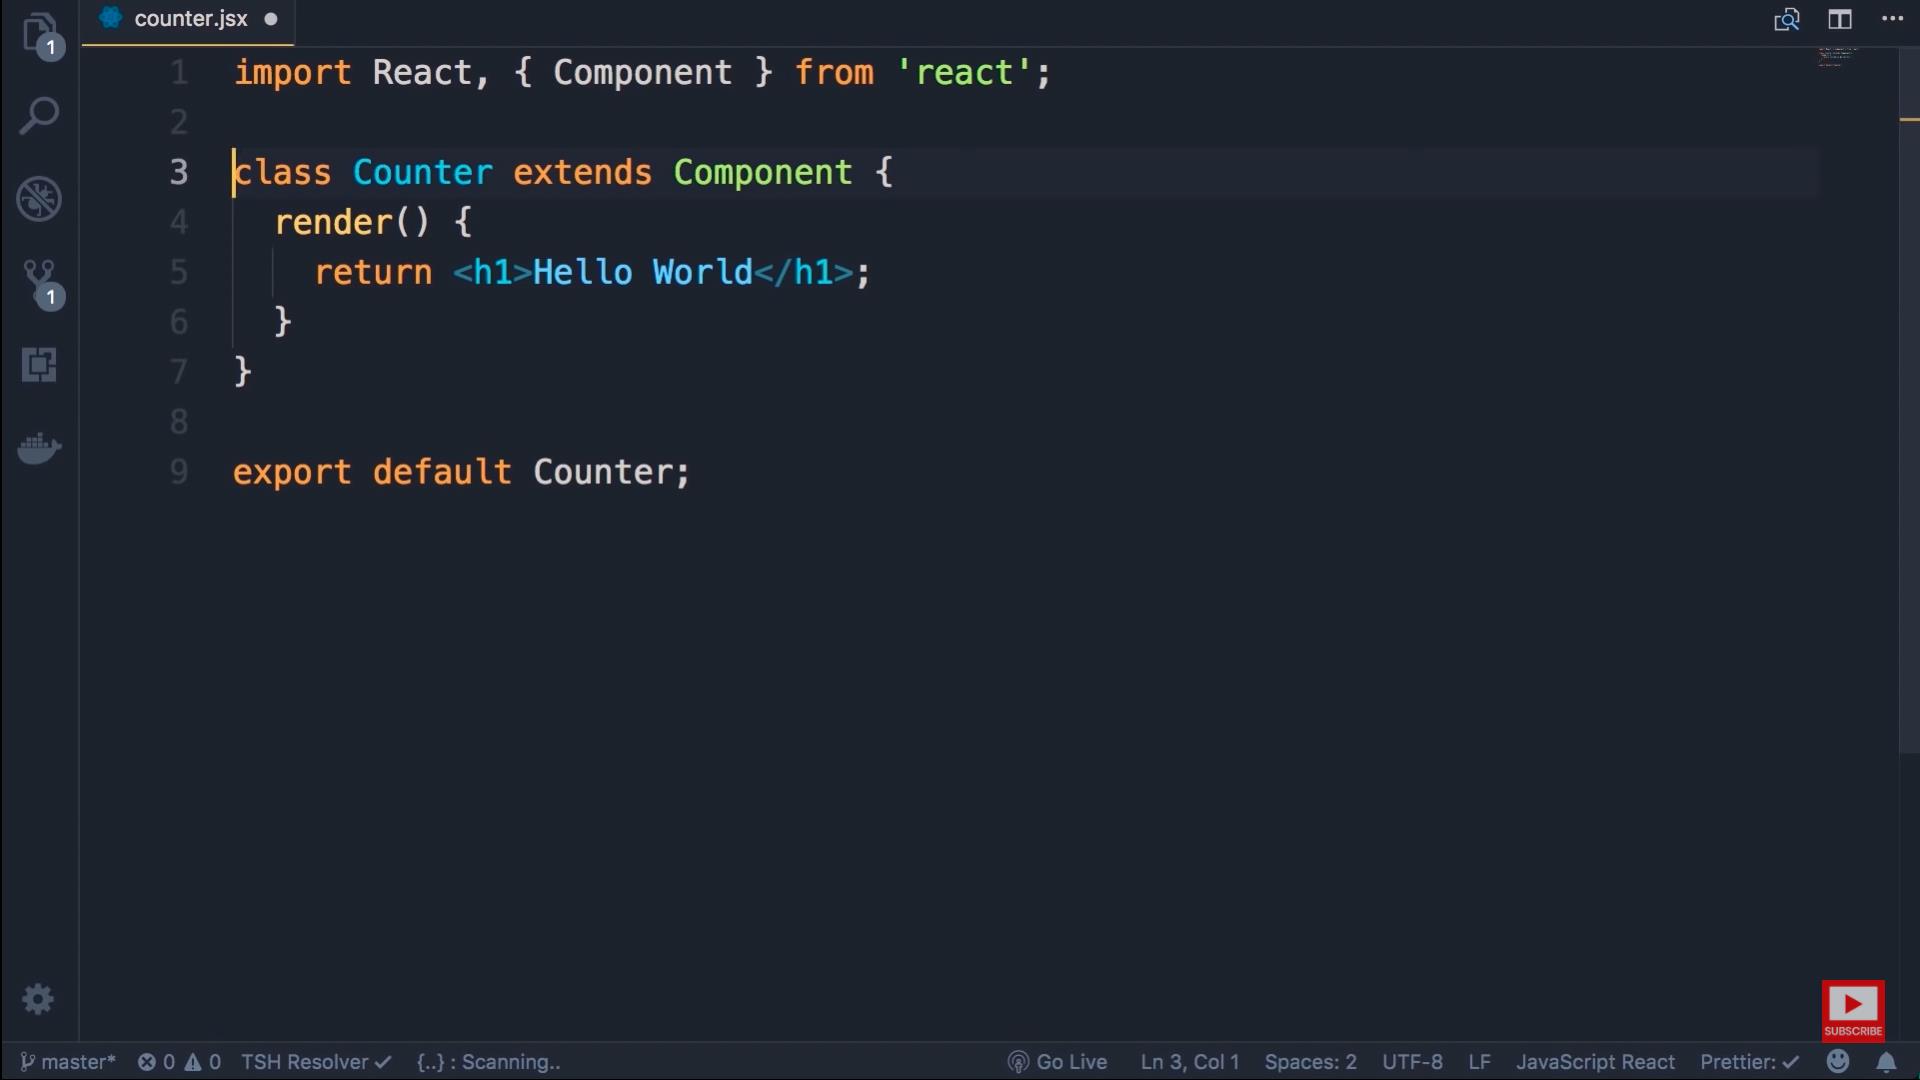 counter.jsx
1
1 import React, { Component } from 'react';
2
3 class Counter extends Component {
4 render() {
5 return <h1>Hello World</h1>;
6 }
7 }
8
9 export default Counter;
1
SUBSCRIBE
master* 0 0 TSH Resolver {..} : Scanning.. Go Live Ln 3, Col 1 Spaces: 2 UTF-8 LF JavaScript React Prettier: